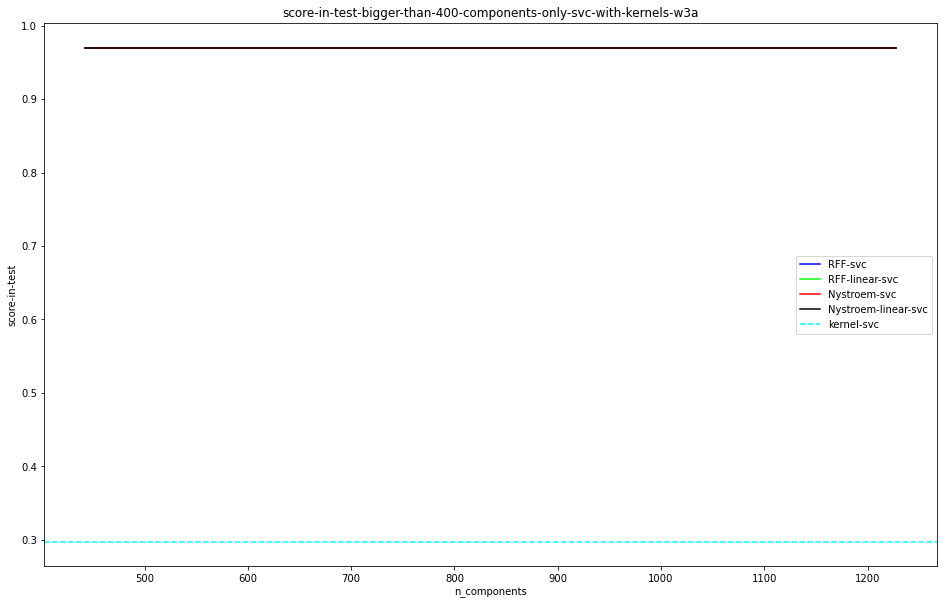 score-in-test-bigger-than-400-components-only-svc-with-kernels-w3a
1.0
0.9
0.8
0.7
0.6
0.5
0.4
0.3
score-in-test
RFF-svc
RFF-linear-svc
Nystroem-svc
Nystroem-linear-svc
kernel-svc
500 600 700 800 900 1000 1100 1200
n_components